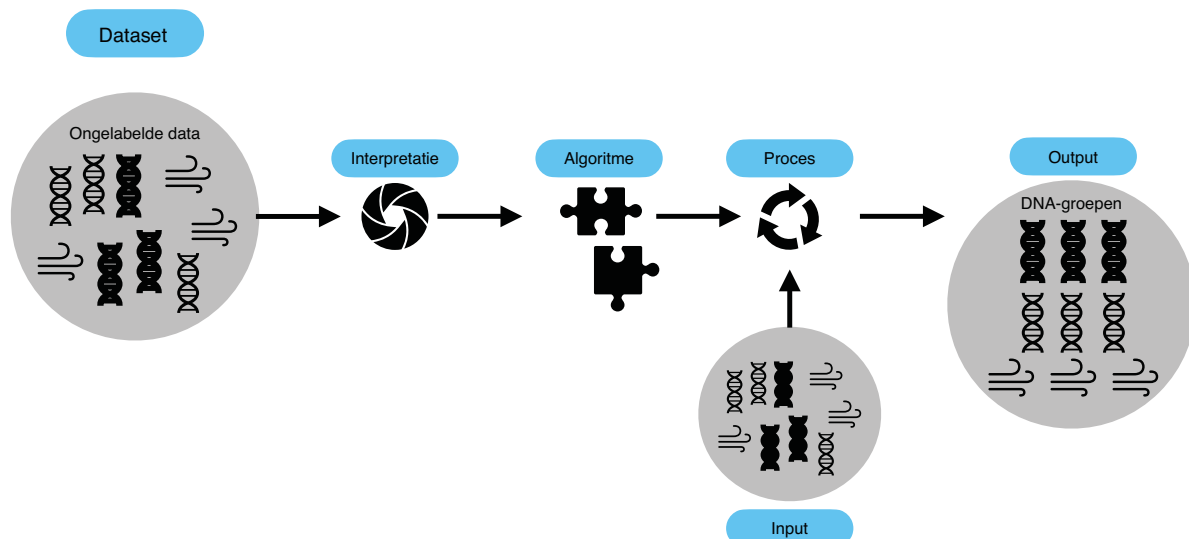 Dataset
Ongelabelde data
Interpretatie
Algoritme
Proces
Output
DNA-groepen
Input